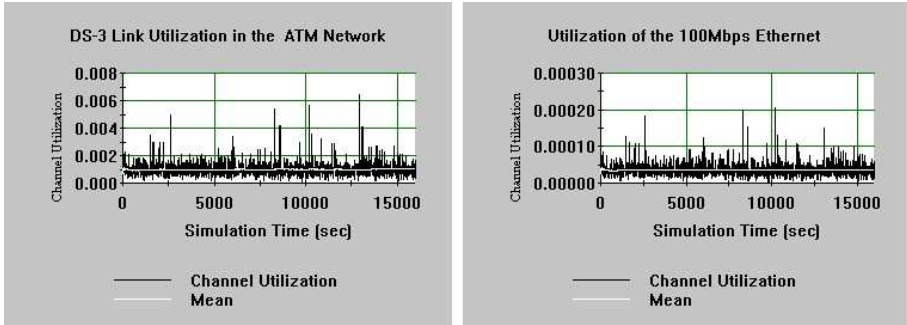 DS-3 Link Utilization in the ATM Network
Channel Utilization
0.008
0.006
0.004
0.002
0.000
0 5000 10000 15000
Simulation Time (sec)
Channel Utilization
Mean
Utilization of the 100Mbps Ethernet
Channel Utilization
0.00030
0.00020
0.00010
0.00000
0 5000 10000 15000
Simulation Time (sec)
Channel Utilization
Mean